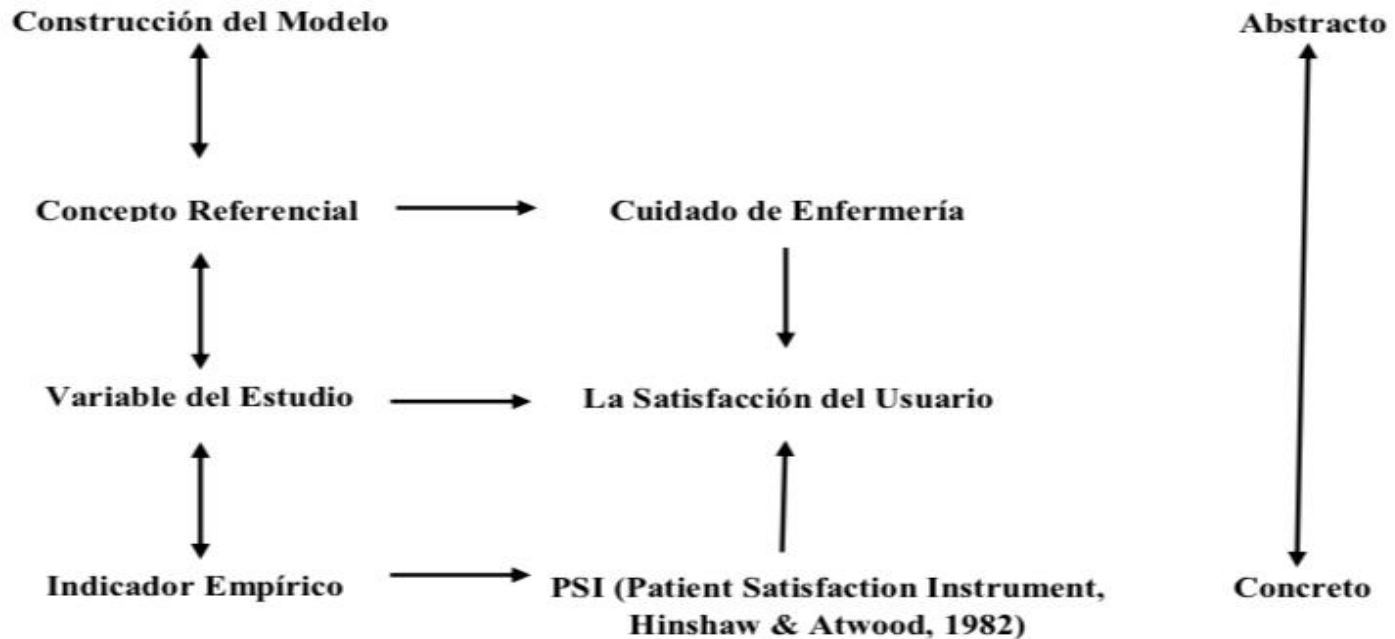 Construcción del Modelo
Abstracto
Concepto Referencial
Cuidado de Enfermería
Variable del Estudio
La Satisfacción del Usuario
Indicador Empírico
PSI (Patient Satisfaction Instrument,
Hinshaw & Atwood, 1982)
Concreto